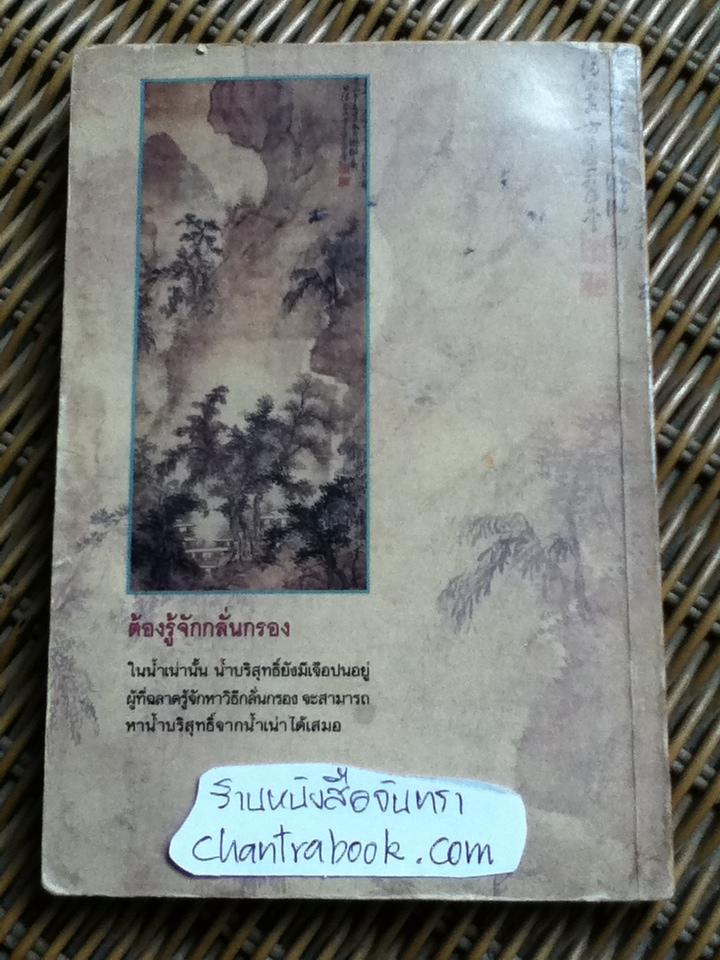 ต้องรู้จักกลั่นกรอง
ในน้ำเน่านั้น น้ำบริสุทธิ์ยังมีเจือปนอยู่
ผู้ที่ฉลาดรู้จักหาวิธีกลั่นกรอง จะสามารถ
หาน้ำบริสุทธิ์จากน้ำเน่าได้เสมอ
ร้านหนังสือจันทรา
chantrabook.com